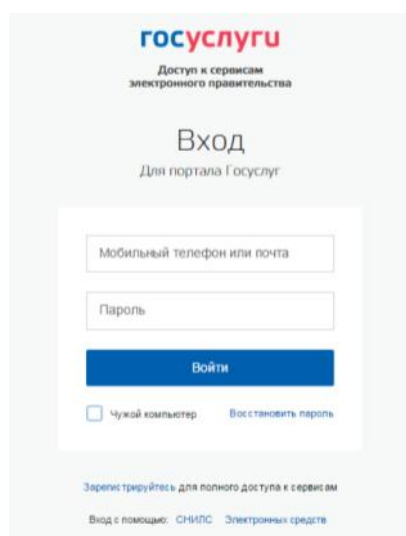 госуслуги
Доступ к сервисам
электронного правительства
Вход
Для портала Госуслуг
Мобильный телефон или почта
Пароль
Войти
Чужой компьютер Восстановить пароль
Зарегистрируйтесь для полного доступа к сервисам
Вход с помощью: СНИЛС Электронных средств